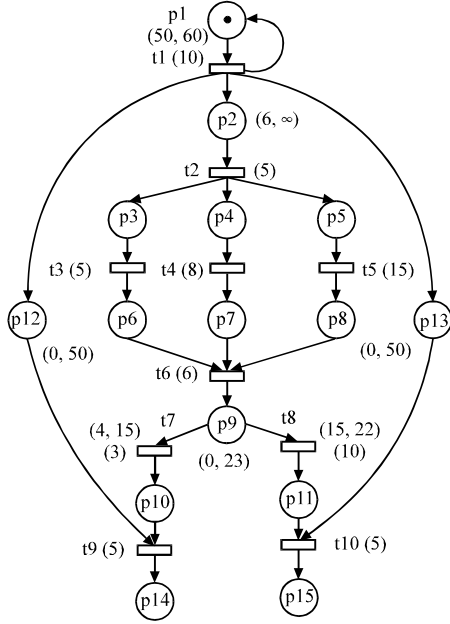 p1
(50, 60)
t1 (10)
p2 (6, ∞)
t2 (5)
p3 p4 p5
t3 (5) t4 (8) t5 (15)
p12 p6 p7 p8 p13
(0, 50) (0, 50)
t6 (6)
p9
t7 t8
(4, 15) (15, 22)
(3) (0, 23) (10)
p10 p11
t9 (5) t10 (5)
p14 p15